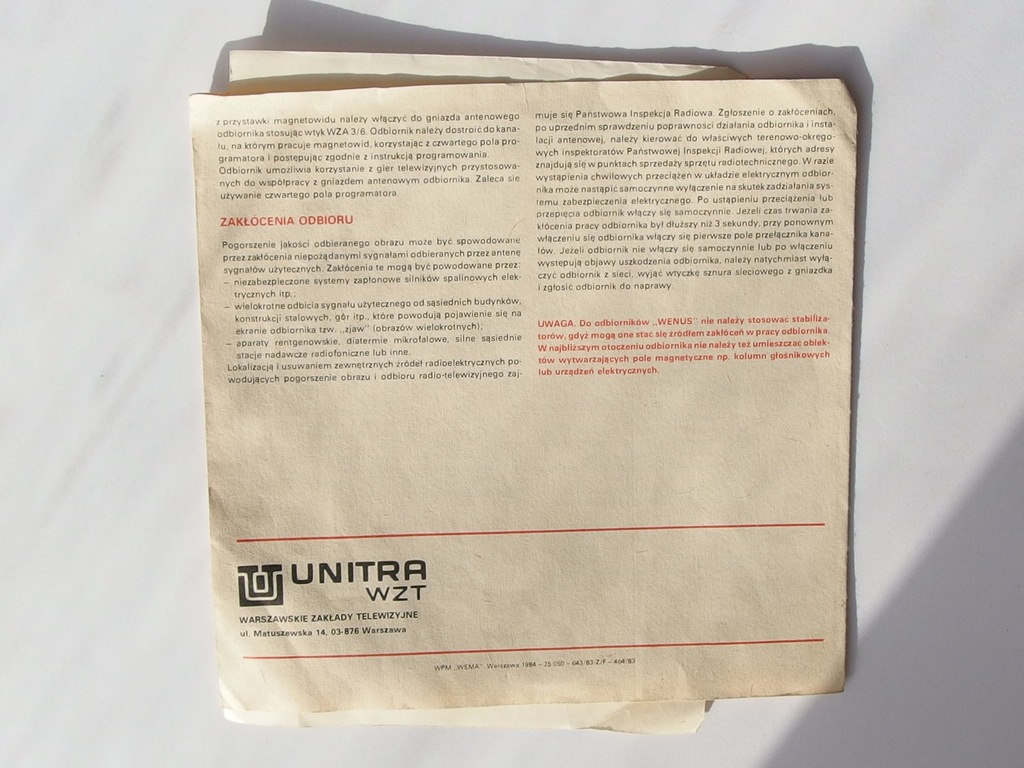 z przystawki magnetowidu należy włączyć do gniazda antenowego
odbiornika stosując wtyk WZA 3/6. Odbiornik należy dostroić do kana-
łu, na którym pracuje magnetowid, korzystając z czwartego pola pro-
gramatora i postępując zgodnie z instrukcją programowania.
Odbiornik umożliwia korzystanie z gier telewizyjnych przystosowa-
nych do współpracy z gniazdem antenowym odbiornika. Zaleca się
używanie czwartego pola programatora.
ZAKŁÓCENIA ODBIORU
Pogorszenie jakości odbieranego obrazu może być spowodowane
przez zakłócenia niepożądanymi sygnałami odbieranych przez antenę
sygnałów użytecznych. Zakłócenia te mogą być powodowane przez:
– niezabezpieczone systemy zapłonowe silników spalinowych elek-
trycznych itp.;
– wielokrotne odbicia sygnału użytecznego od sąsiednich budynków,
konstrukcji stalowych, gór itp., które powodują pojawienie się na
ekranie odbiornika tzw. „zjaw” (obrazów wielokrotnych);
– aparaty rentgenowskie, diatermie mikrofalowe, silne sąsiednie
stacje nadawcze radiofoniczne lub inne.
Lokalizacją i usuwaniem zewnętrznych źródeł radioelektrycznych po-
wodujących pogorszenie obrazu i odbioru radio-telewizyjnego zaj-
muje się Państwowa Inspekcja Radiowa. Zgłoszenie o zakłóceniach,
po uprzednim sprawdzeniu poprawności działania odbiornika i insta-
lacji antenowej, należy kierować do właściwych terenowo-okręgo-
wych inspektoratów Państwowej Inspekcji Radiowej, których adresy
znajdują się w punktach sprzedaży sprzętu radiotechnicznego. W razie
wystąpienia chwilowych przeciążeń w układzie elektrycznym odbior-
nika może nastąpić samoczynne wyłączenie na skutek zadziałania sys-
temu zabezpieczenia elektrycznego. Po ustąpieniu przeciążenia lub
przepięcia odbiornik włączy się samoczynnie. Jeżeli czas trwania za-
kłócenia pracy odbiornika był dłuższy niż 3 sekundy, przy ponownym
włączeniu się odbiornika włączy się pierwsze pole przełącznika kana-
łów. Jeżeli odbiornik nie włączy się samoczynnie lub po włączeniu
występują objawy uszkodzenia odbiornika, należy natychmiast wyłą-
czyć odbiornik z sieci, wyjąć wtyczkę sznura sieciowego z gniazdka
i zgłosić odbiornik do naprawy.
UWAGA. Do odbiorników „WENUS” nie należy stosować stabiliza-
torów, gdyż mogą one stać się źródłem zakłóceń w pracy odbiornika.
W najbliższym otoczeniu odbiornika nie należy też umieszczać obiek-
tów wytwarzających pole magnetyczne np. kolumn głośnikowych
lub urządzeń elektrycznych.
UNITRA
WZT
WARSZAWSKIE ZAKŁADY TELEWIZYJNE
ul. Matuszewska 14, 03-876 Warszawa
WPM „WEMA” Warszawa 1984 – 25 050 – 643/83-Z/F – 464/83